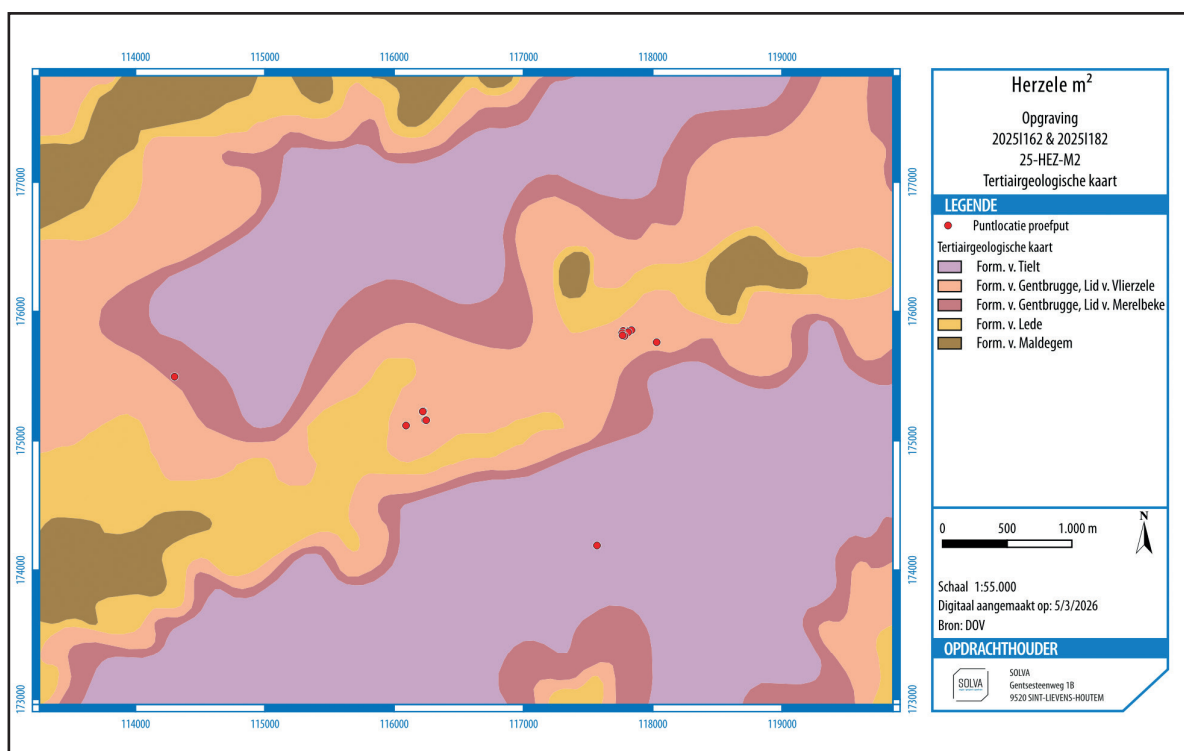 114000 115000 116000 117000 118000 119000
177000
176000
175000
174000
173000
177000
176000
175000
174000
173000
114000 115000 116000 117000 118000 119000
Herzele m²
Opgraving
2025I162 & 2025I182
25-HEZ-M2
Tertiairgeologische kaart
LEGENDE
Puntlocatie proefput
Tertiairgeologische kaart
Form. v. Tielt
Form. v. Gentbrugge, Lid v. Vlierzele
Form. v. Gentbrugge, Lid v. Merelbeke
Form. v. Lede
Form. v. Maldegem
0 500 1.000 m
N
Schaal 1:55.000
Digitaal aangemaakt op: 5/3/2026
Bron: DOV
OPDRACHTHOUDER
SOLVA
SOLVA
Gentsesteenweg 1B
9520 SINT-LIEVENS-HOUTEM